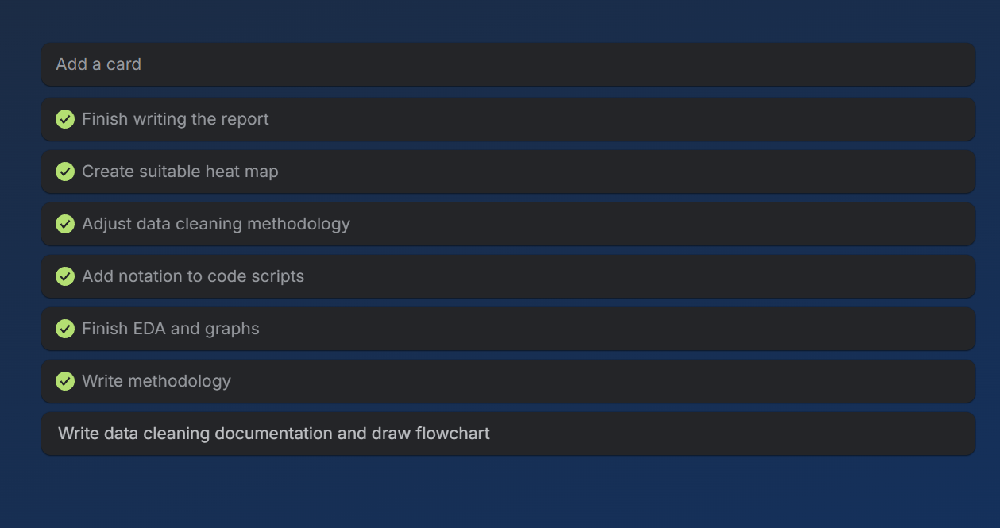 Add a card
Finish writing the report
Create suitable heat map
Adjust data cleaning methodology
Add notation to code scripts
Finish EDA and graphs
Write methodology
Write data cleaning documentation and draw flowchart